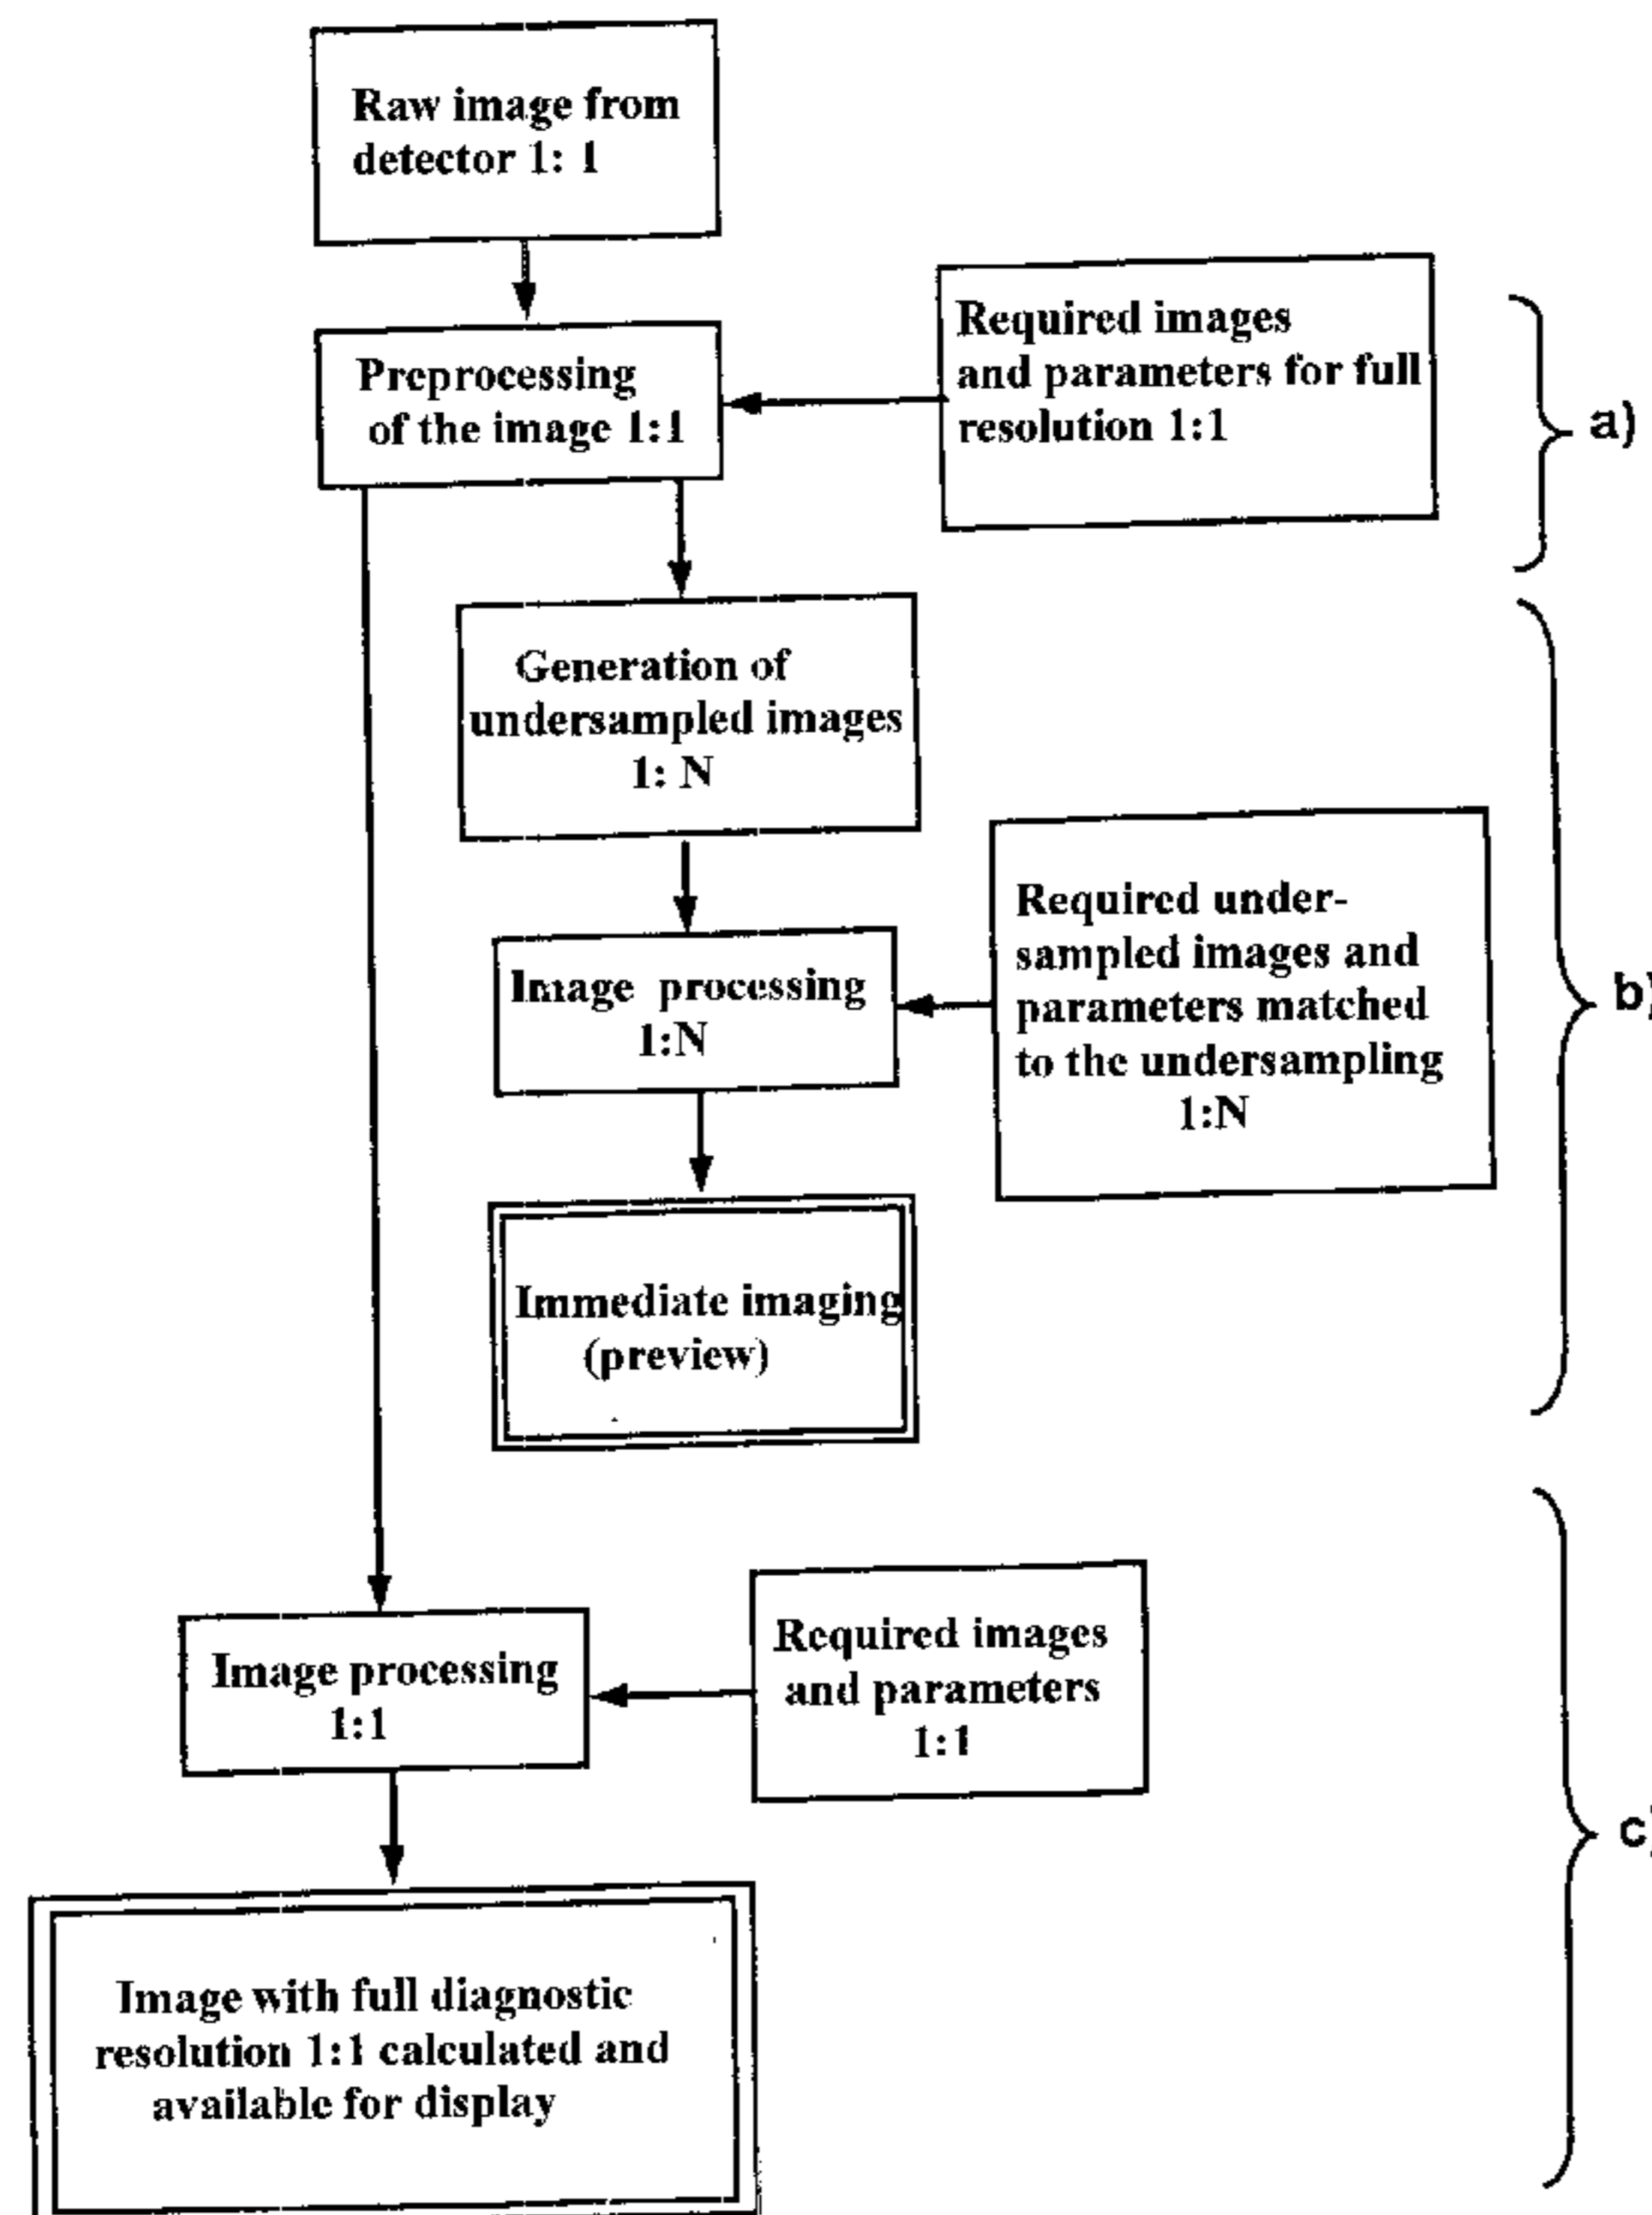 Raw image from
detector 1: 1
Preprocessing
of the image 1:1
Required images
and parameters for full
resolution 1:1
a)
Generation of
undersampled images
1: N
Image processing
1:N
Required under-
sampled images and
parameters matched
to the undersampling
1:N
b)
Immediate imaging
(preview)
Image processing
1:1
Required images
and parameters
1:1
c)
Image with full diagnostic
resolution 1:1 calculated and
available for display